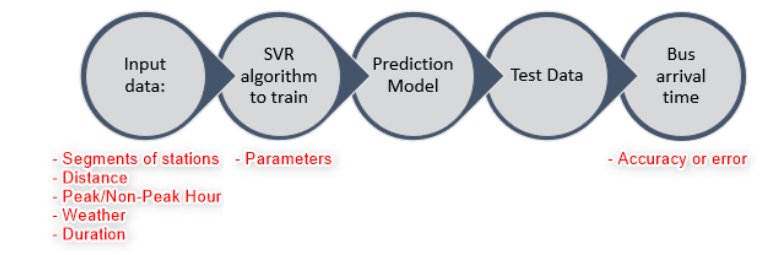 Input
data:
SVR
algorithm
to train
Prediction
Model
Test Data
Bus
arrival
time
- Segments of stations
- Distance
- Peak/Non-Peak Hour
- Weather
- Duration
- Parameters
- Accuracy or error